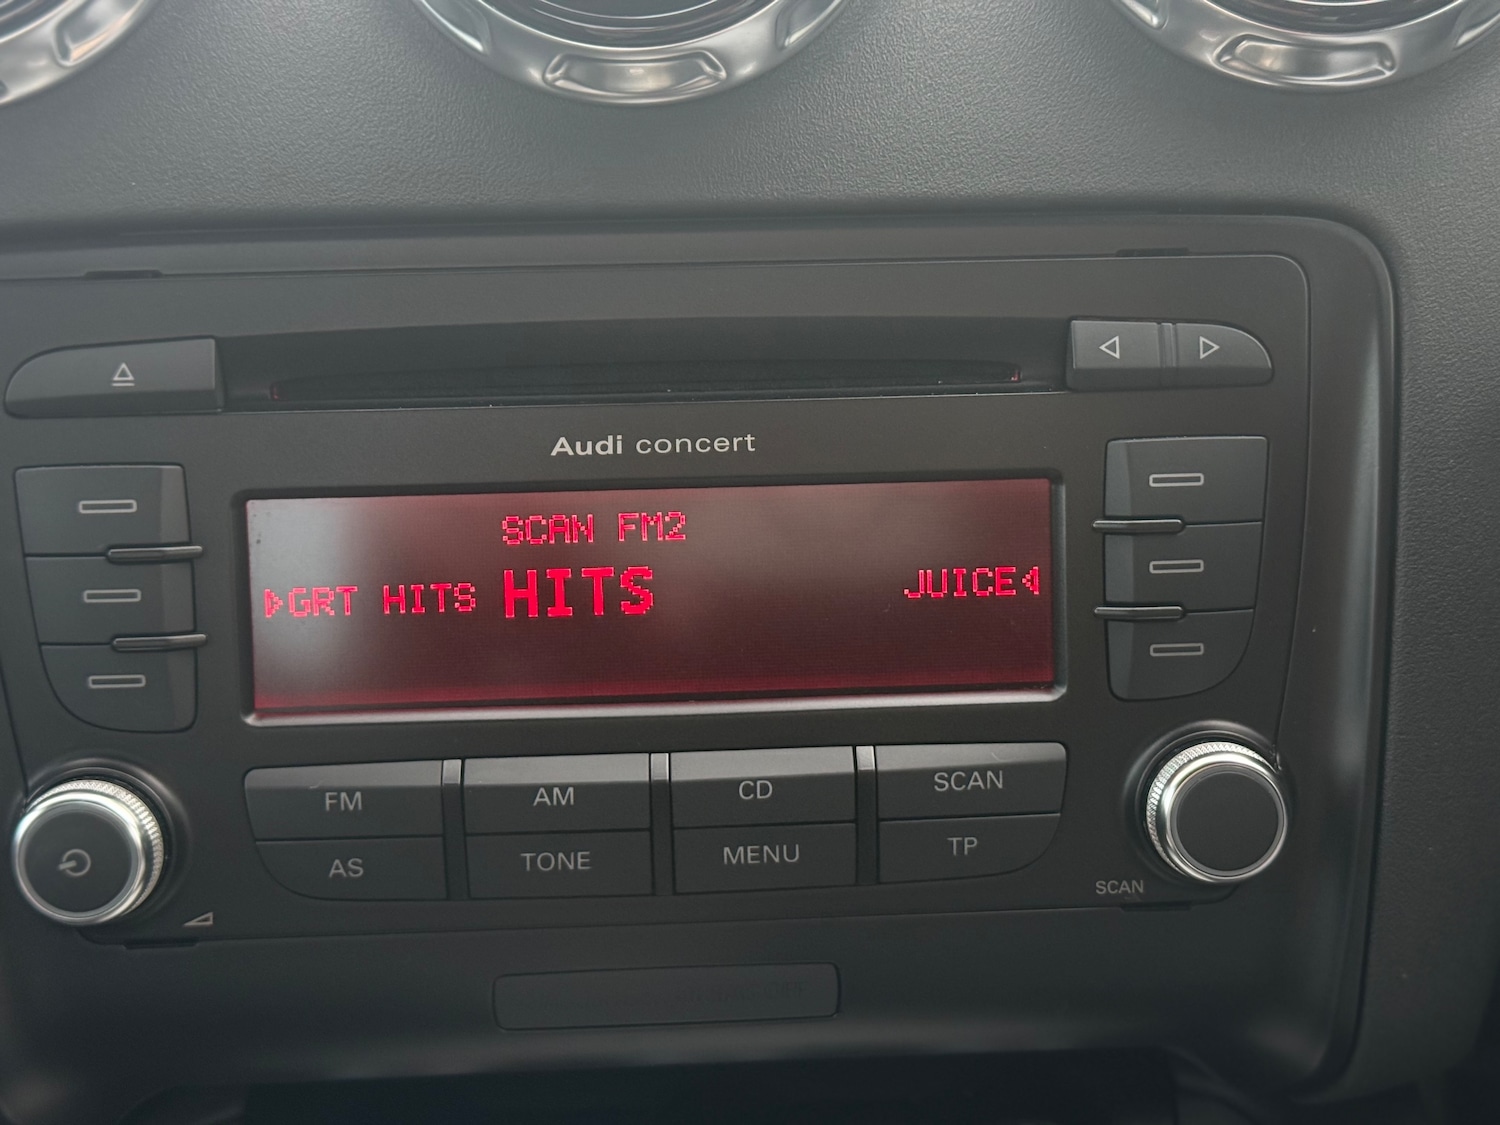 Audi concert
SCAN FM2
GRT HITS HITS JUICE
FM AM CD SCAN
AS TONE MENU TP
SCAN